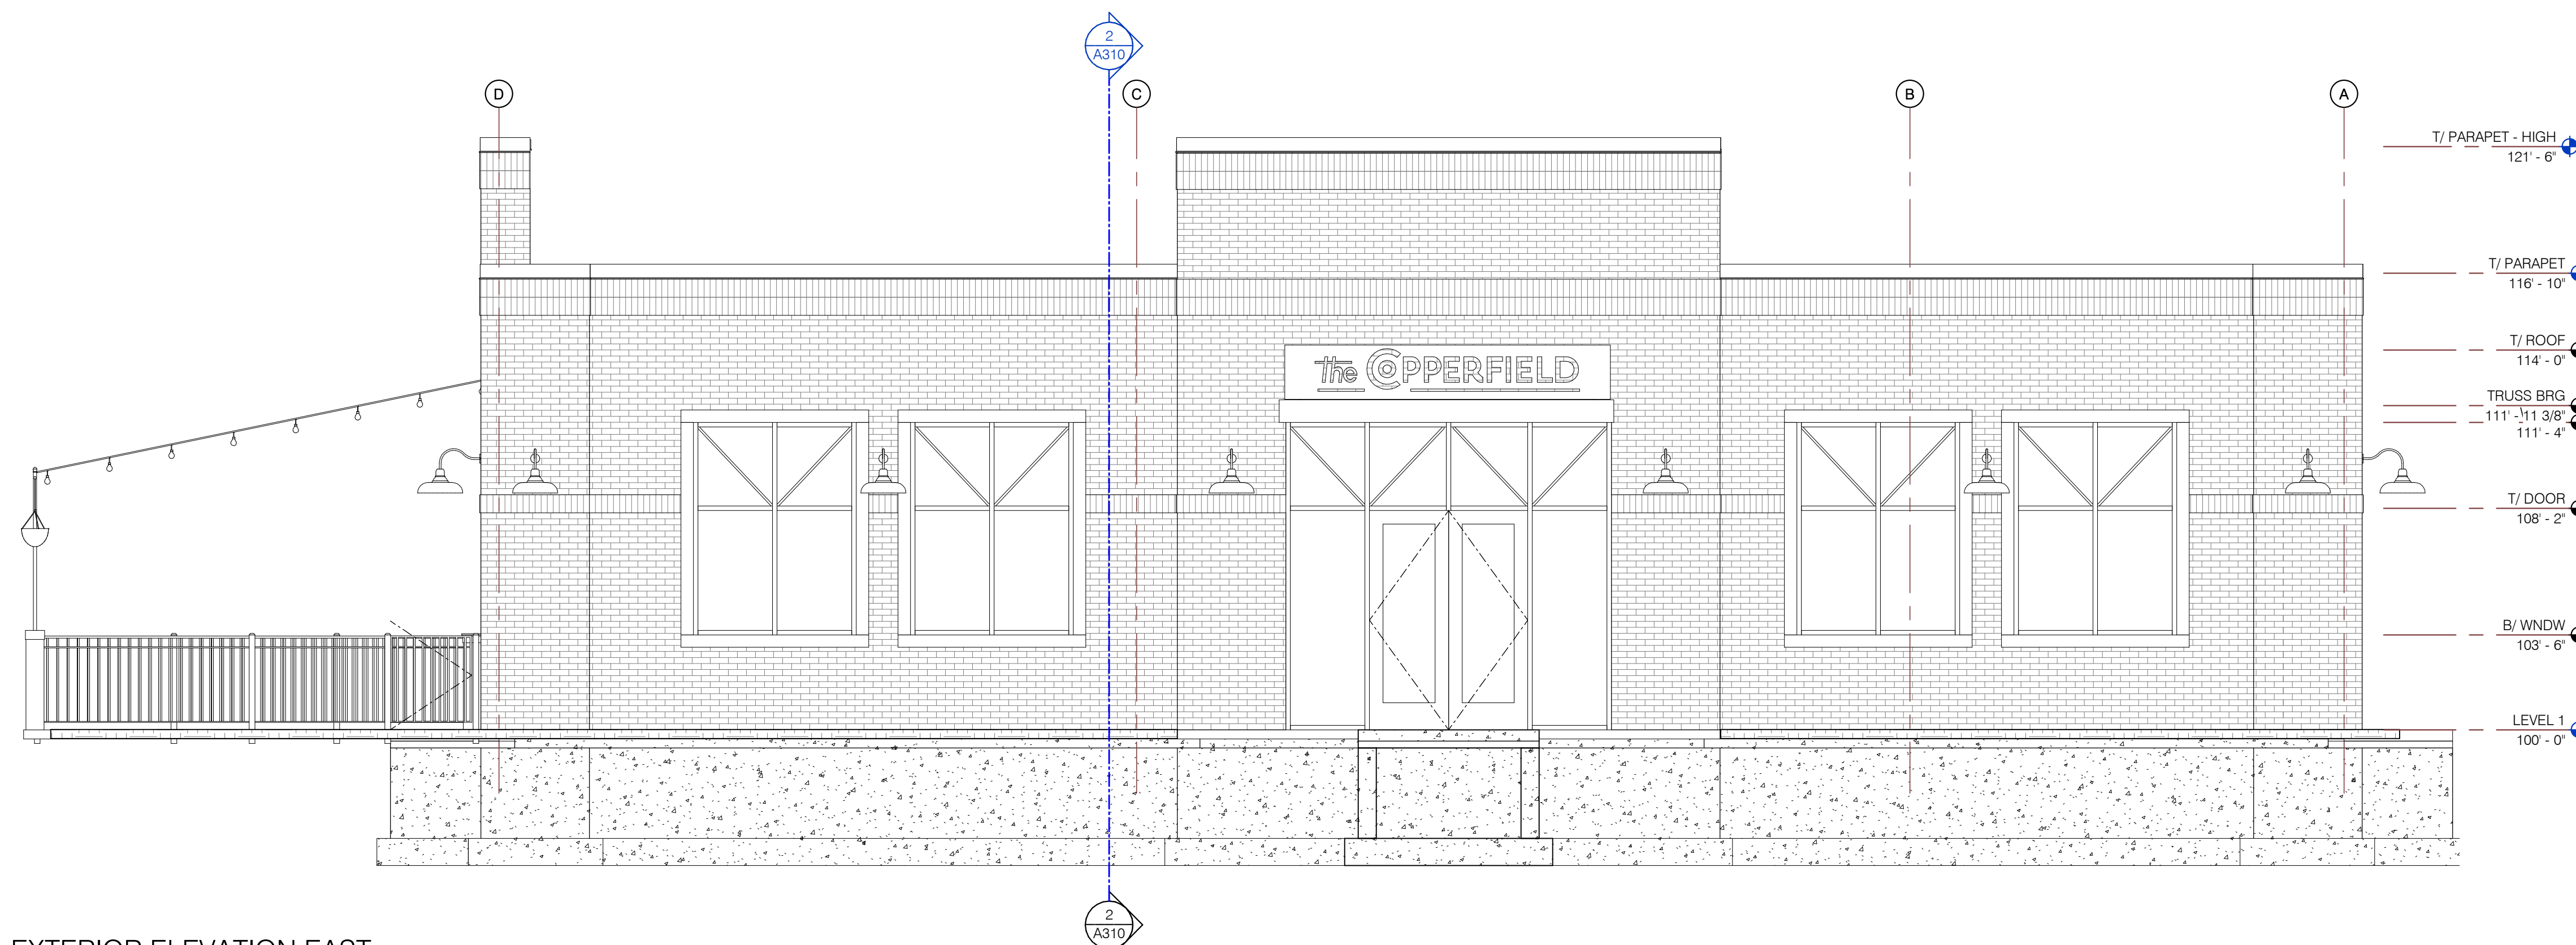 2
A310
D
C
B
A
T/ PARAPET - HIGH
121' - 6"
T/ PARAPET
116' - 10"
T/ ROOF
114' - 0"
the COPPERFIELD
TRUSS BRG
111' - 11 3/8"
111' - 4"
T/ DOOR
108' - 2"
B/ WNDW
103' - 6"
LEVEL 1
100' - 0"
2
A310
EXTERIOR ELEVATION EAST